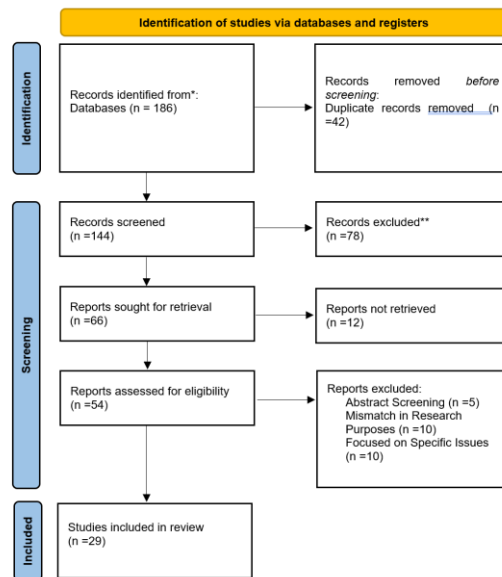 Identification of studies via databases and registers
Identification
Records identified from*:
Databases (n = 186)
Records removed before
screening:
Duplicate records removed (n
=42)
Screening
Records screened
(n =144)
Records excluded**
(n =78)
Reports sought for retrieval
(n =66)
Reports not retrieved
(n =12)
Reports assessed for eligibility
(n =54)
Reports excluded:
Abstract Screening (n =5)
Mismatch in Research
Purposes (n =10)
Focused on Specific Issues
(n =10)
Included
Studies included in review
(n =29)